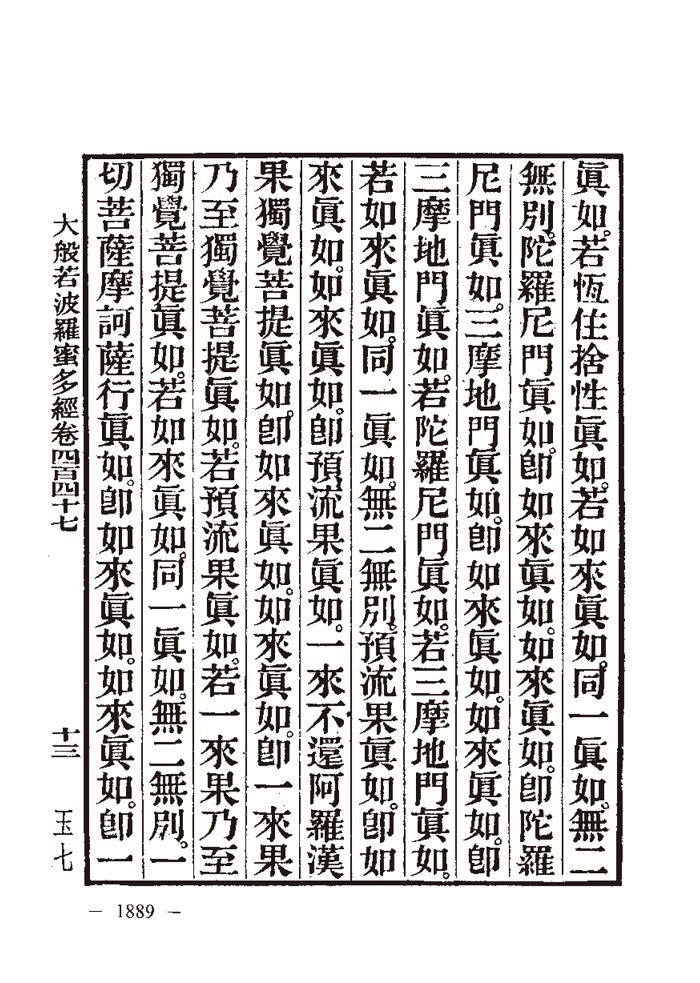 眞如。若恆住捨性眞如。若如來眞如。同一眞如。無二
無別。陀羅尼門眞如。卽如來眞如。如來眞如。卽陀羅
尼門眞如。三摩地門眞如。卽如來眞如。如來眞如。卽
三摩地門眞如。若陀羅尼門眞如。若三摩地門眞如。
若如來眞如。同一眞如。無二無別。預流果眞如。卽如
來眞如。如來眞如。卽預流果眞如。一來不還阿羅漢
果獨覺菩提眞如。卽如來眞如。如來眞如。卽一來果
乃至獨覺菩提眞如。若預流果眞如。若一來果乃至
獨覺菩提眞如。若如來眞如。同一眞如。無二無別。一
切菩薩摩訶薩行眞如。卽如來眞如。如來眞如。卽一
大般若波羅蜜多經卷四百四十七 十三 玉七
— 1889 —